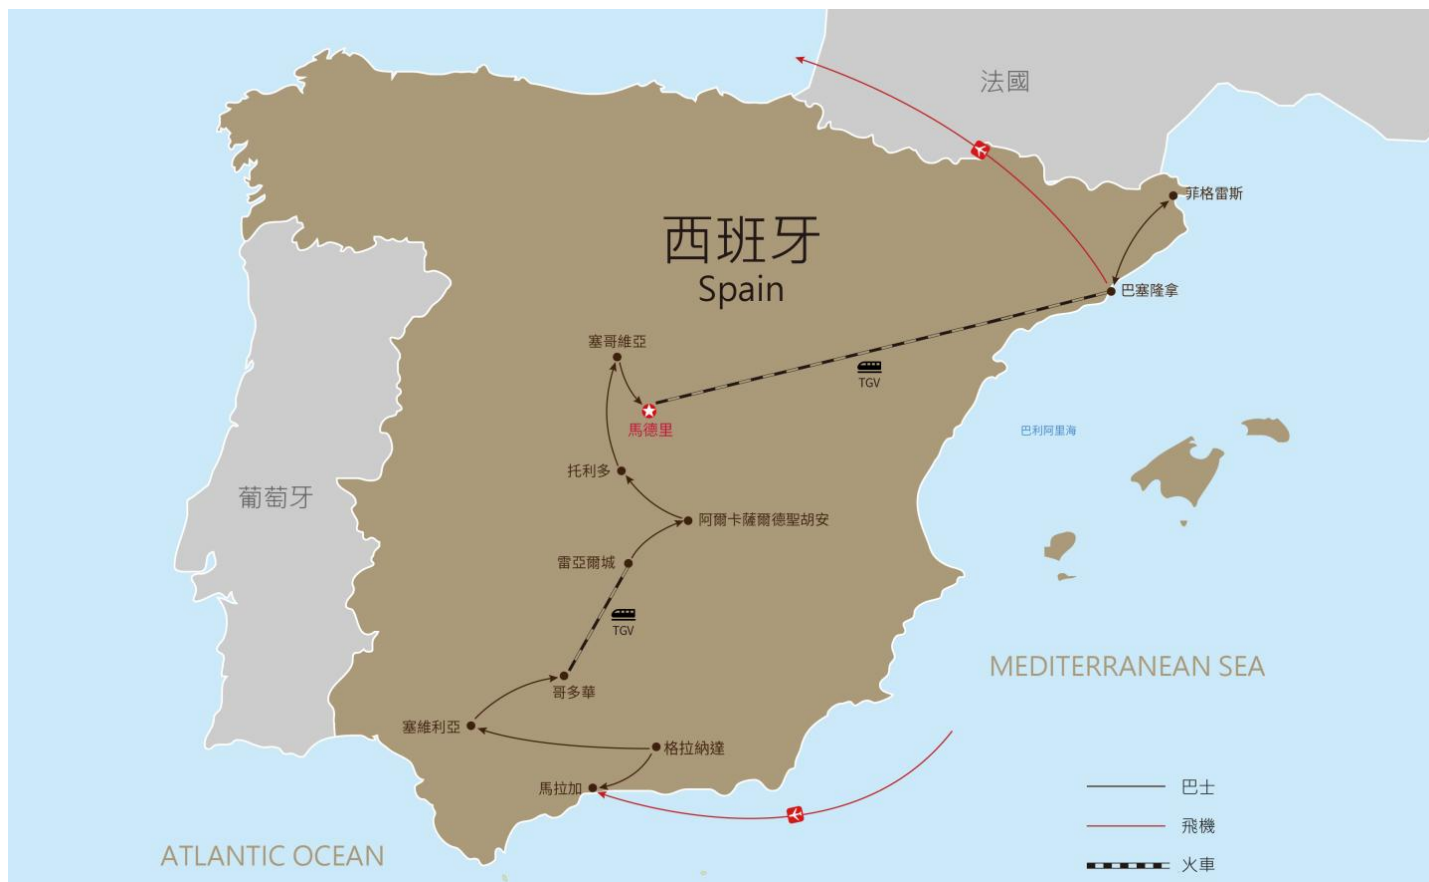 法國
菲格雷斯
西班牙
Spain
巴塞隆拿
塞哥維亞
TGV
馬德里
巴利阿里海
托利多
葡萄牙
阿爾卡薩爾德聖胡安
雷亞爾城
TGV
MEDITERRANEAN SEA
哥多華
塞維利亞
格拉納達
馬拉加
巴士
飛機
ATLANTIC OCEAN
火車